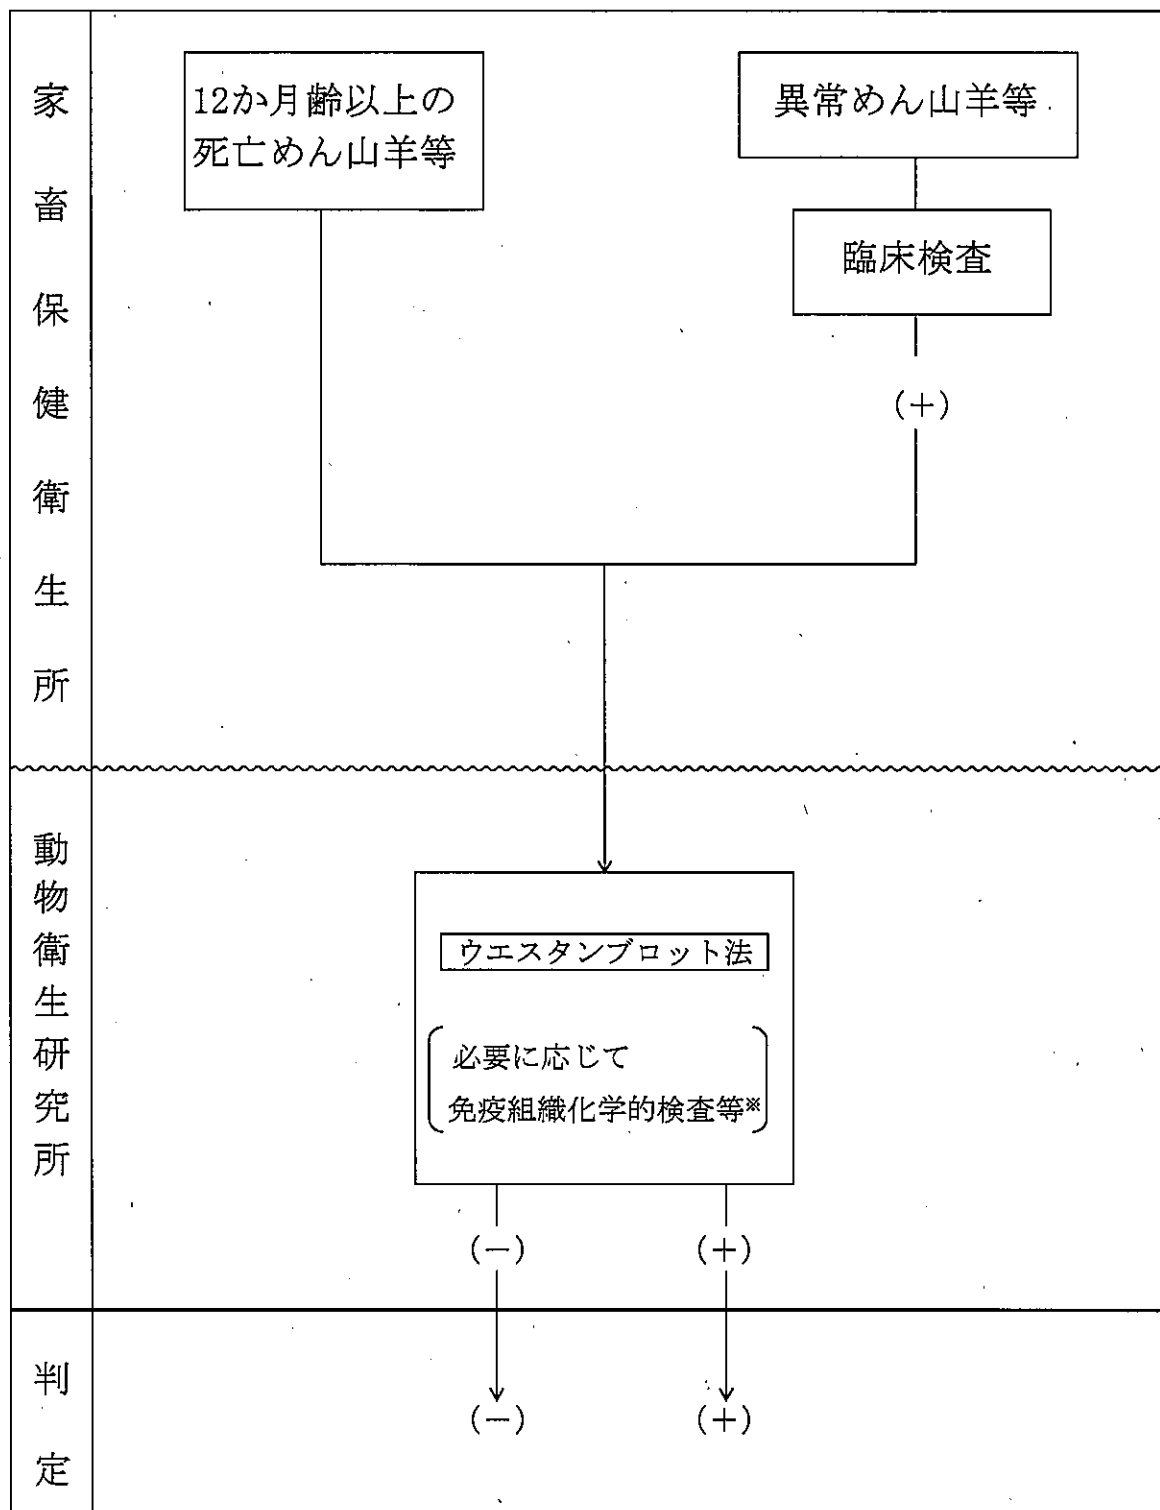 家畜保健衛生所
12か月齢以上の
死亡めん山羊等
異常めん山羊等
臨床検査
(+)
動物衛生研究所
ウエスタンブロット法
必要に応じて
免疫組織化学的検査等※
(-)
(+)
判定
(-)
(+)